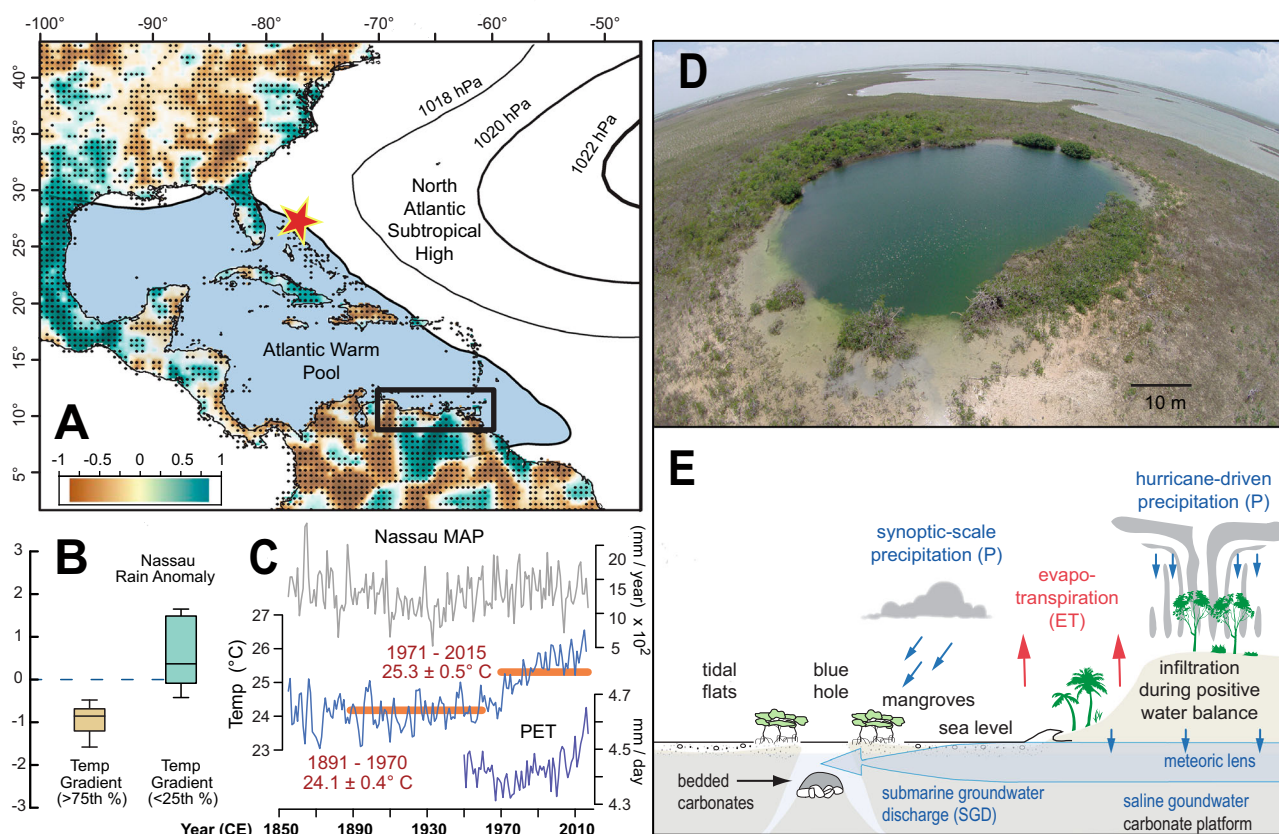 -100° -90° -80° -70° -60° -50°
40°
35°
30°
25°
20°
15°
10°
5°
1018 hPa
1020 hPa
1022 hPa
North
Atlantic
Subtropical
High
Atlantic Warm
Pool
A
-1 -0.5 0 0.5 1
B
Nassau
Rain Anomaly
3
2
1
0
-1
-2
-3
Temp
Gradient
(>75th %)
Temp
Gradient
(<25th %)
C
Nassau MAP
20
15
10
5
(mm / year) x 10²
27
26
25
24
23
Temp (°C)
1971 - 2015
25.3 ± 0.5° C
1891 - 1970
24.1 ± 0.4° C
PET
4.7
4.5
4.3
mm/day
Year (CE) 1850 1890 1930 1970 2010
D
10 m
E
hurricane-driven
precipitation (P)
synoptic-scale
precipitation (P)
evapo-
transpiration
(ET)
tidal
flats
blue
hole
mangroves
sea level
infiltration
during positive
water balance
meteoric lens
bedded
carbonates
submarine groundwater
discharge (SGD)
saline groundwater
carbonate platform